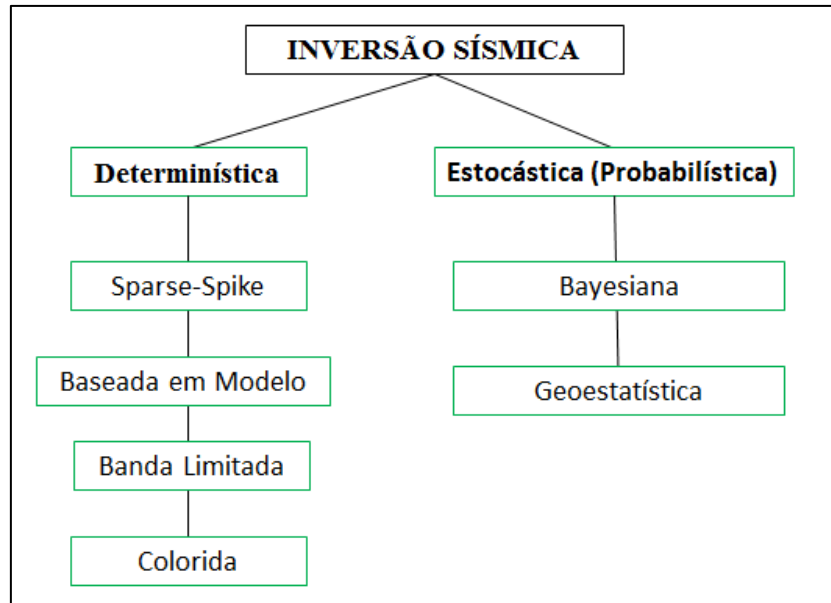 INVERSÃO SÍSMICA
Determinística
Estocástica (Probabilística)
Sparse-Spike
Bayesiana
Baseada em Modelo
Geoestatística
Banda Limitada
Colorida